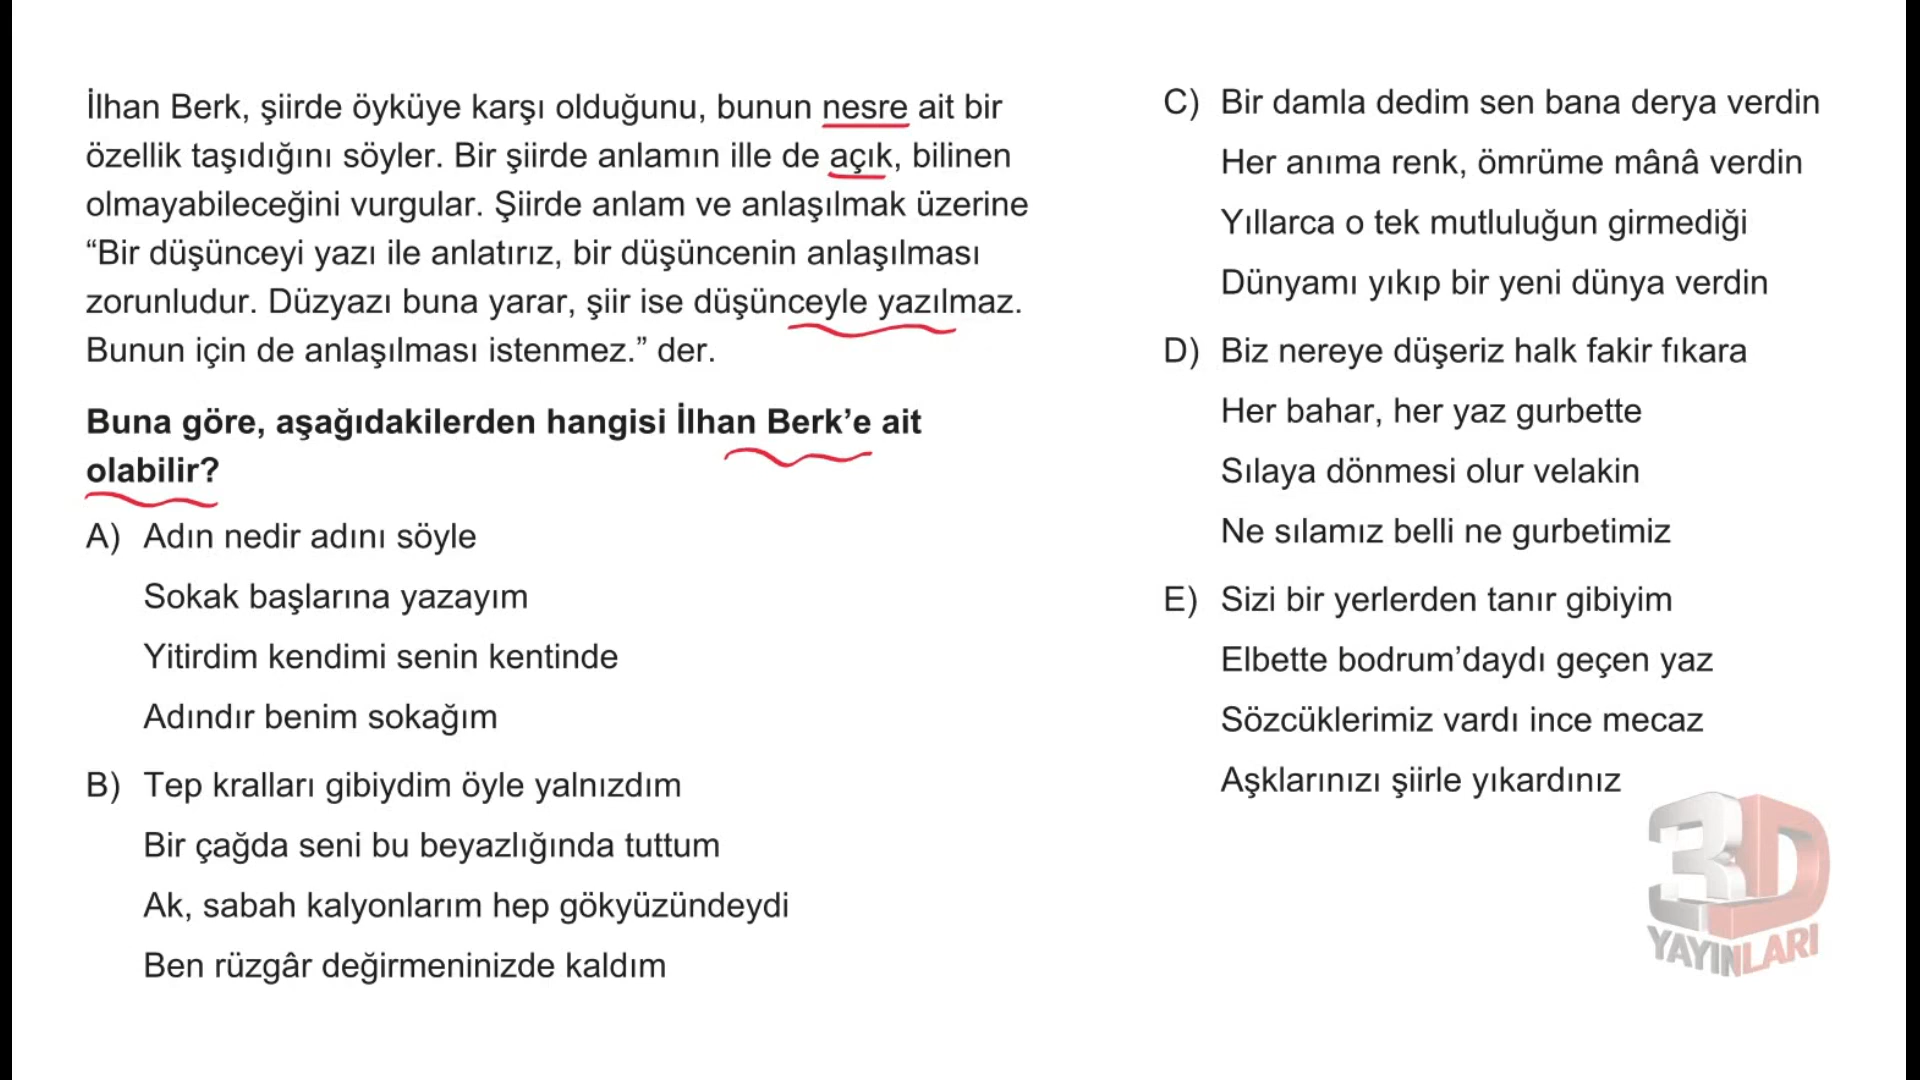 İlhan Berk, şiirde öyküye karşı olduğunu, bunun nesre ait bir
özellik taşıdığını söyler. Bir şiirde anlamın ille de açık, bilinen
olmayabileceğini vurgular. Şiirde anlam ve anlaşılmak üzerine
“Bir düşünceyi yazı ile anlatırız, bir düşüncenin anlaşılması
zorunludur. Düzyazı buna yarar, şiir ise düşünceyle yazılmaz.
Bunun için de anlaşılması istenmez.” der.
Buna göre, aşağıdakilerden hangisi İlhan Berk’e ait
olabilir?
A) Adın nedir adını söyle
Sokak başlarına yazayım
Yitirdim kendimi senin kentinde
Adındır benim sokağım
B) Tep kralları gibiydim öyle yalnızdım
Bir çağda seni bu beyazlığında tuttum
Ak, sabah kalyonlarım hep gökyüzündeydi
Ben rüzgâr değirmeninizde kaldım
C) Bir damla dedim sen bana derya verdin
Her anıma renk, ömrüme mânâ verdin
Yıllarca o tek mutluluğun girmediği
Dünyamı yıkıp bir yeni dünya verdin
D) Biz nereye düşeriz halk fakir fıkara
Her bahar, her yaz gurbette
Sılaya dönmesi olur velakin
Ne sılamız belli ne gurbetimiz
E) Sizi bir yerlerden tanır gibiyim
Elbette bodrum’daydı geçen yaz
Sözcüklerimiz vardı ince mecaz
Aşklarınızı şiirle yıkardınız
3D
YAYINLARI